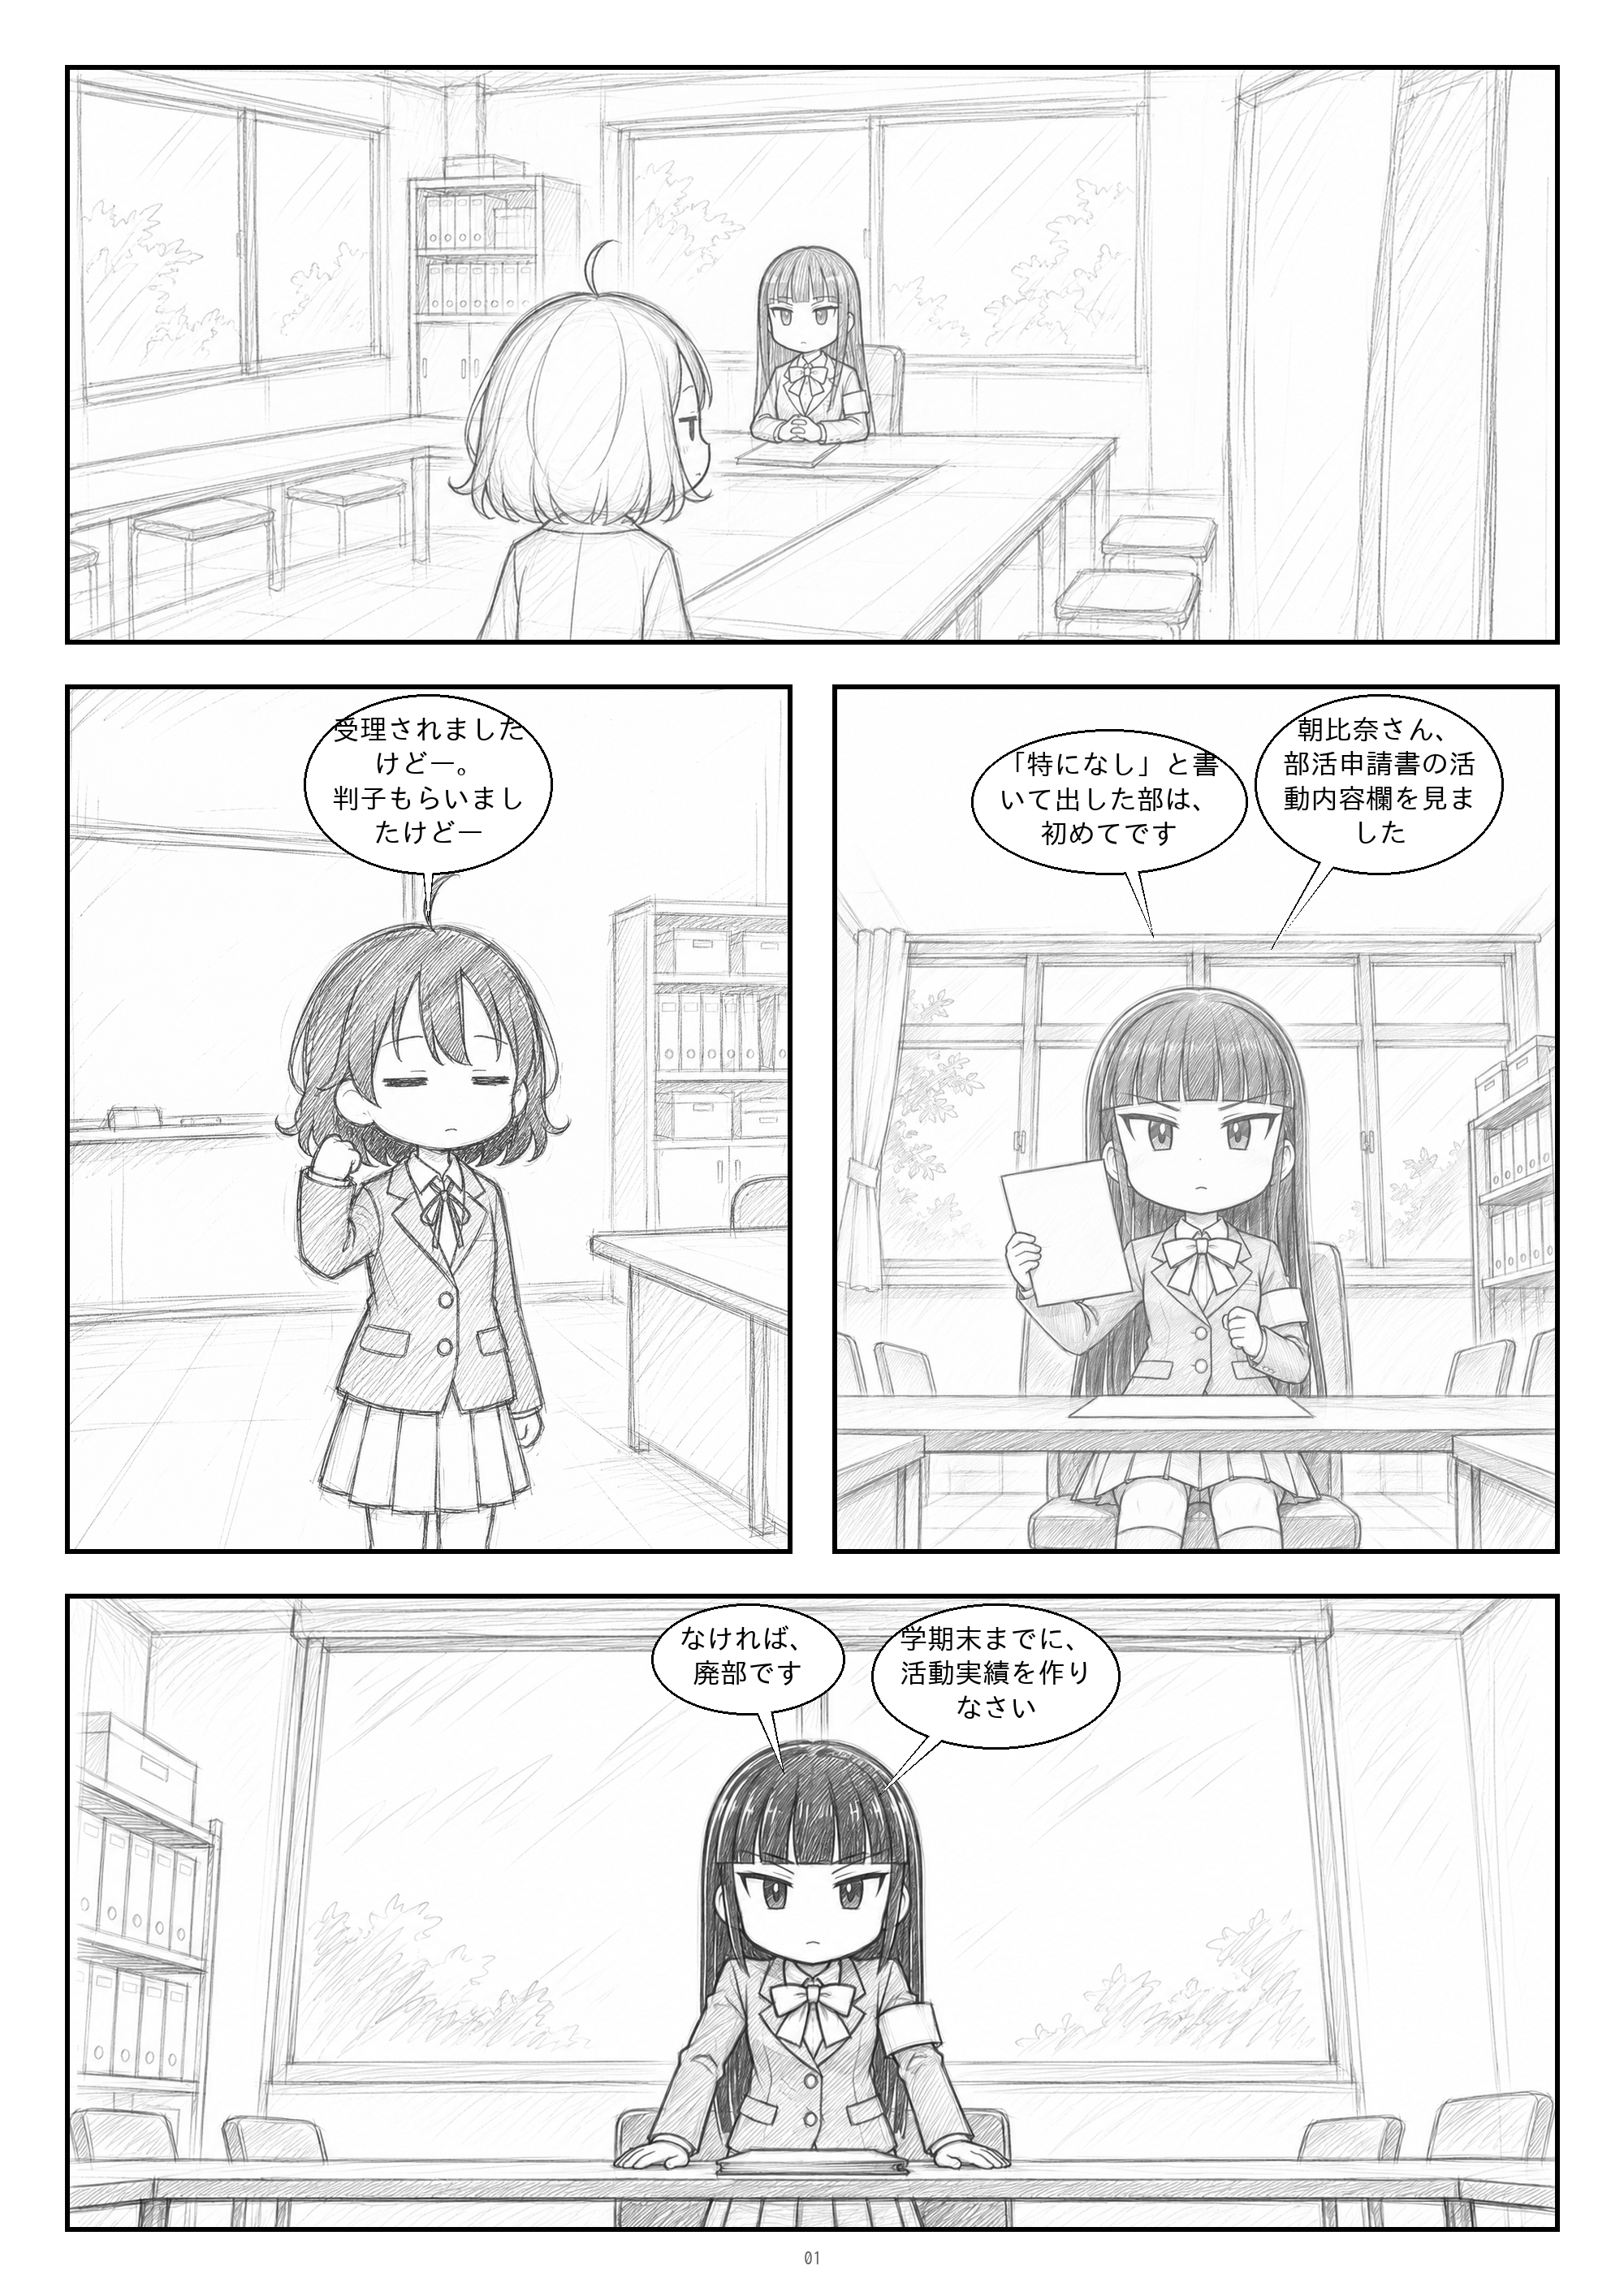 朝比奈さん、
部活申請書の活
動内容欄を見ま
した
「特になし」と書
いて出した部は、
初めてです
受理されました
けどー。
判子もらいまし
たけどー
学期末までに、
活動実績を作り
なさい
なければ、
廃部です
01